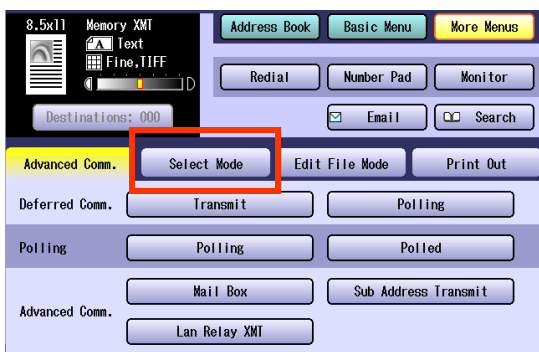 8.5x11 Memory XMT
A Text
Fine,TIFF
D
Destinations: 000
Address Book Basic Menu More Menus
Redial Number Pad Monitor
Email Search
Advanced Comm. Select Mode Edit File Mode Print Out
Deferred Comm. Transmit Polling
Polling Polling Polled
Advanced Comm. Mail Box Sub Address Transmit
Lan Relay XMT